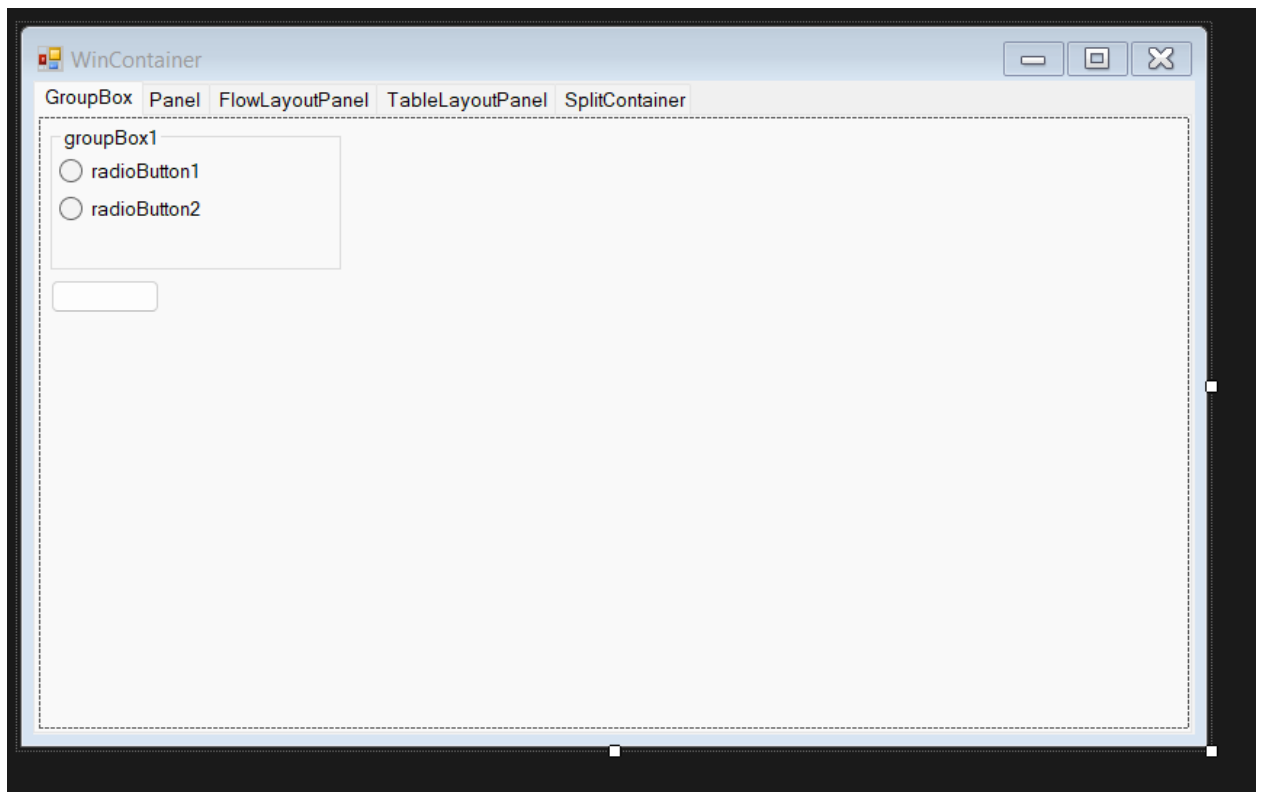 WinContainer
GroupBox Panel FlowLayoutPanel TableLayoutPanel SplitContainer
groupBox1
radioButton1
radioButton2